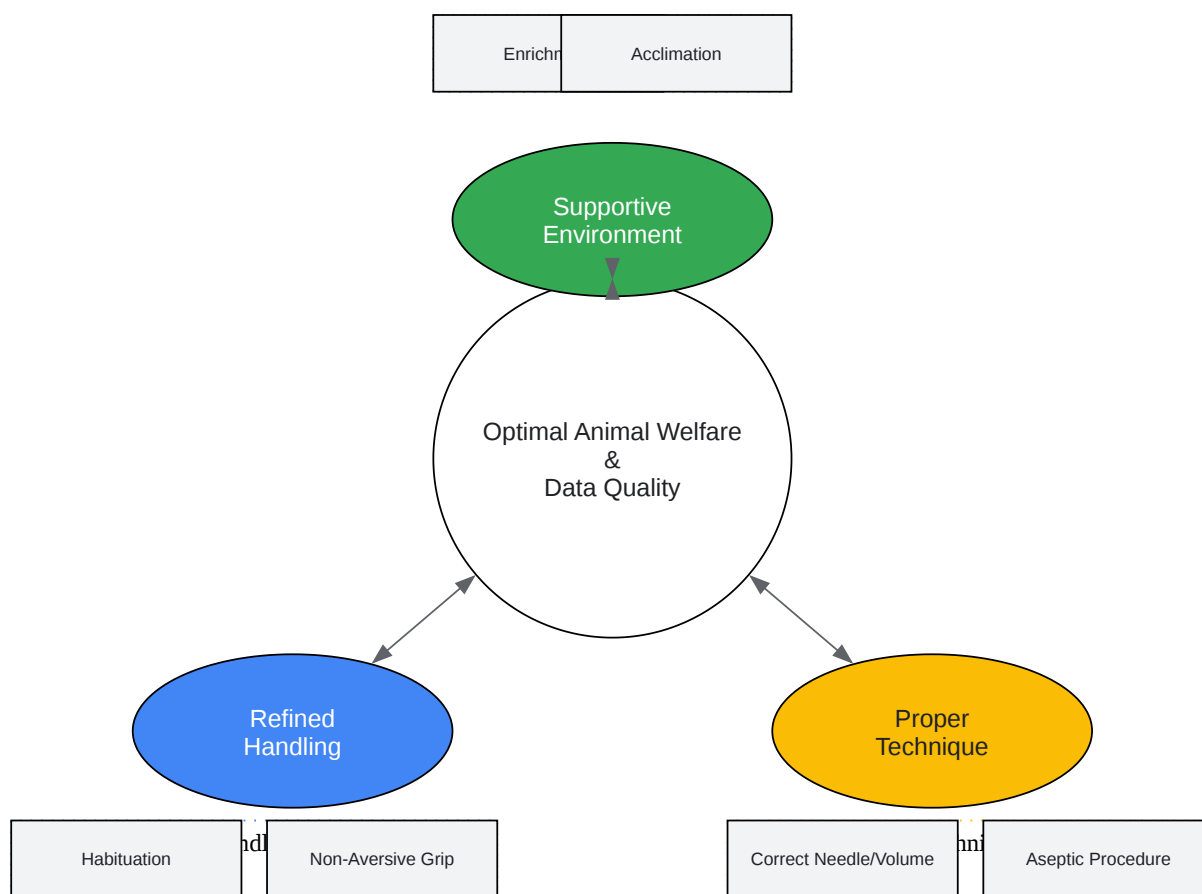 Enrichm
Acclimation
Supportive
Environment
Optimal Animal Welfare
&
Data Quality
Refined
Handling
Proper
Technique
Habituation
Non-Aversive Grip
Correct Needle/Volume
Aseptic Procedure